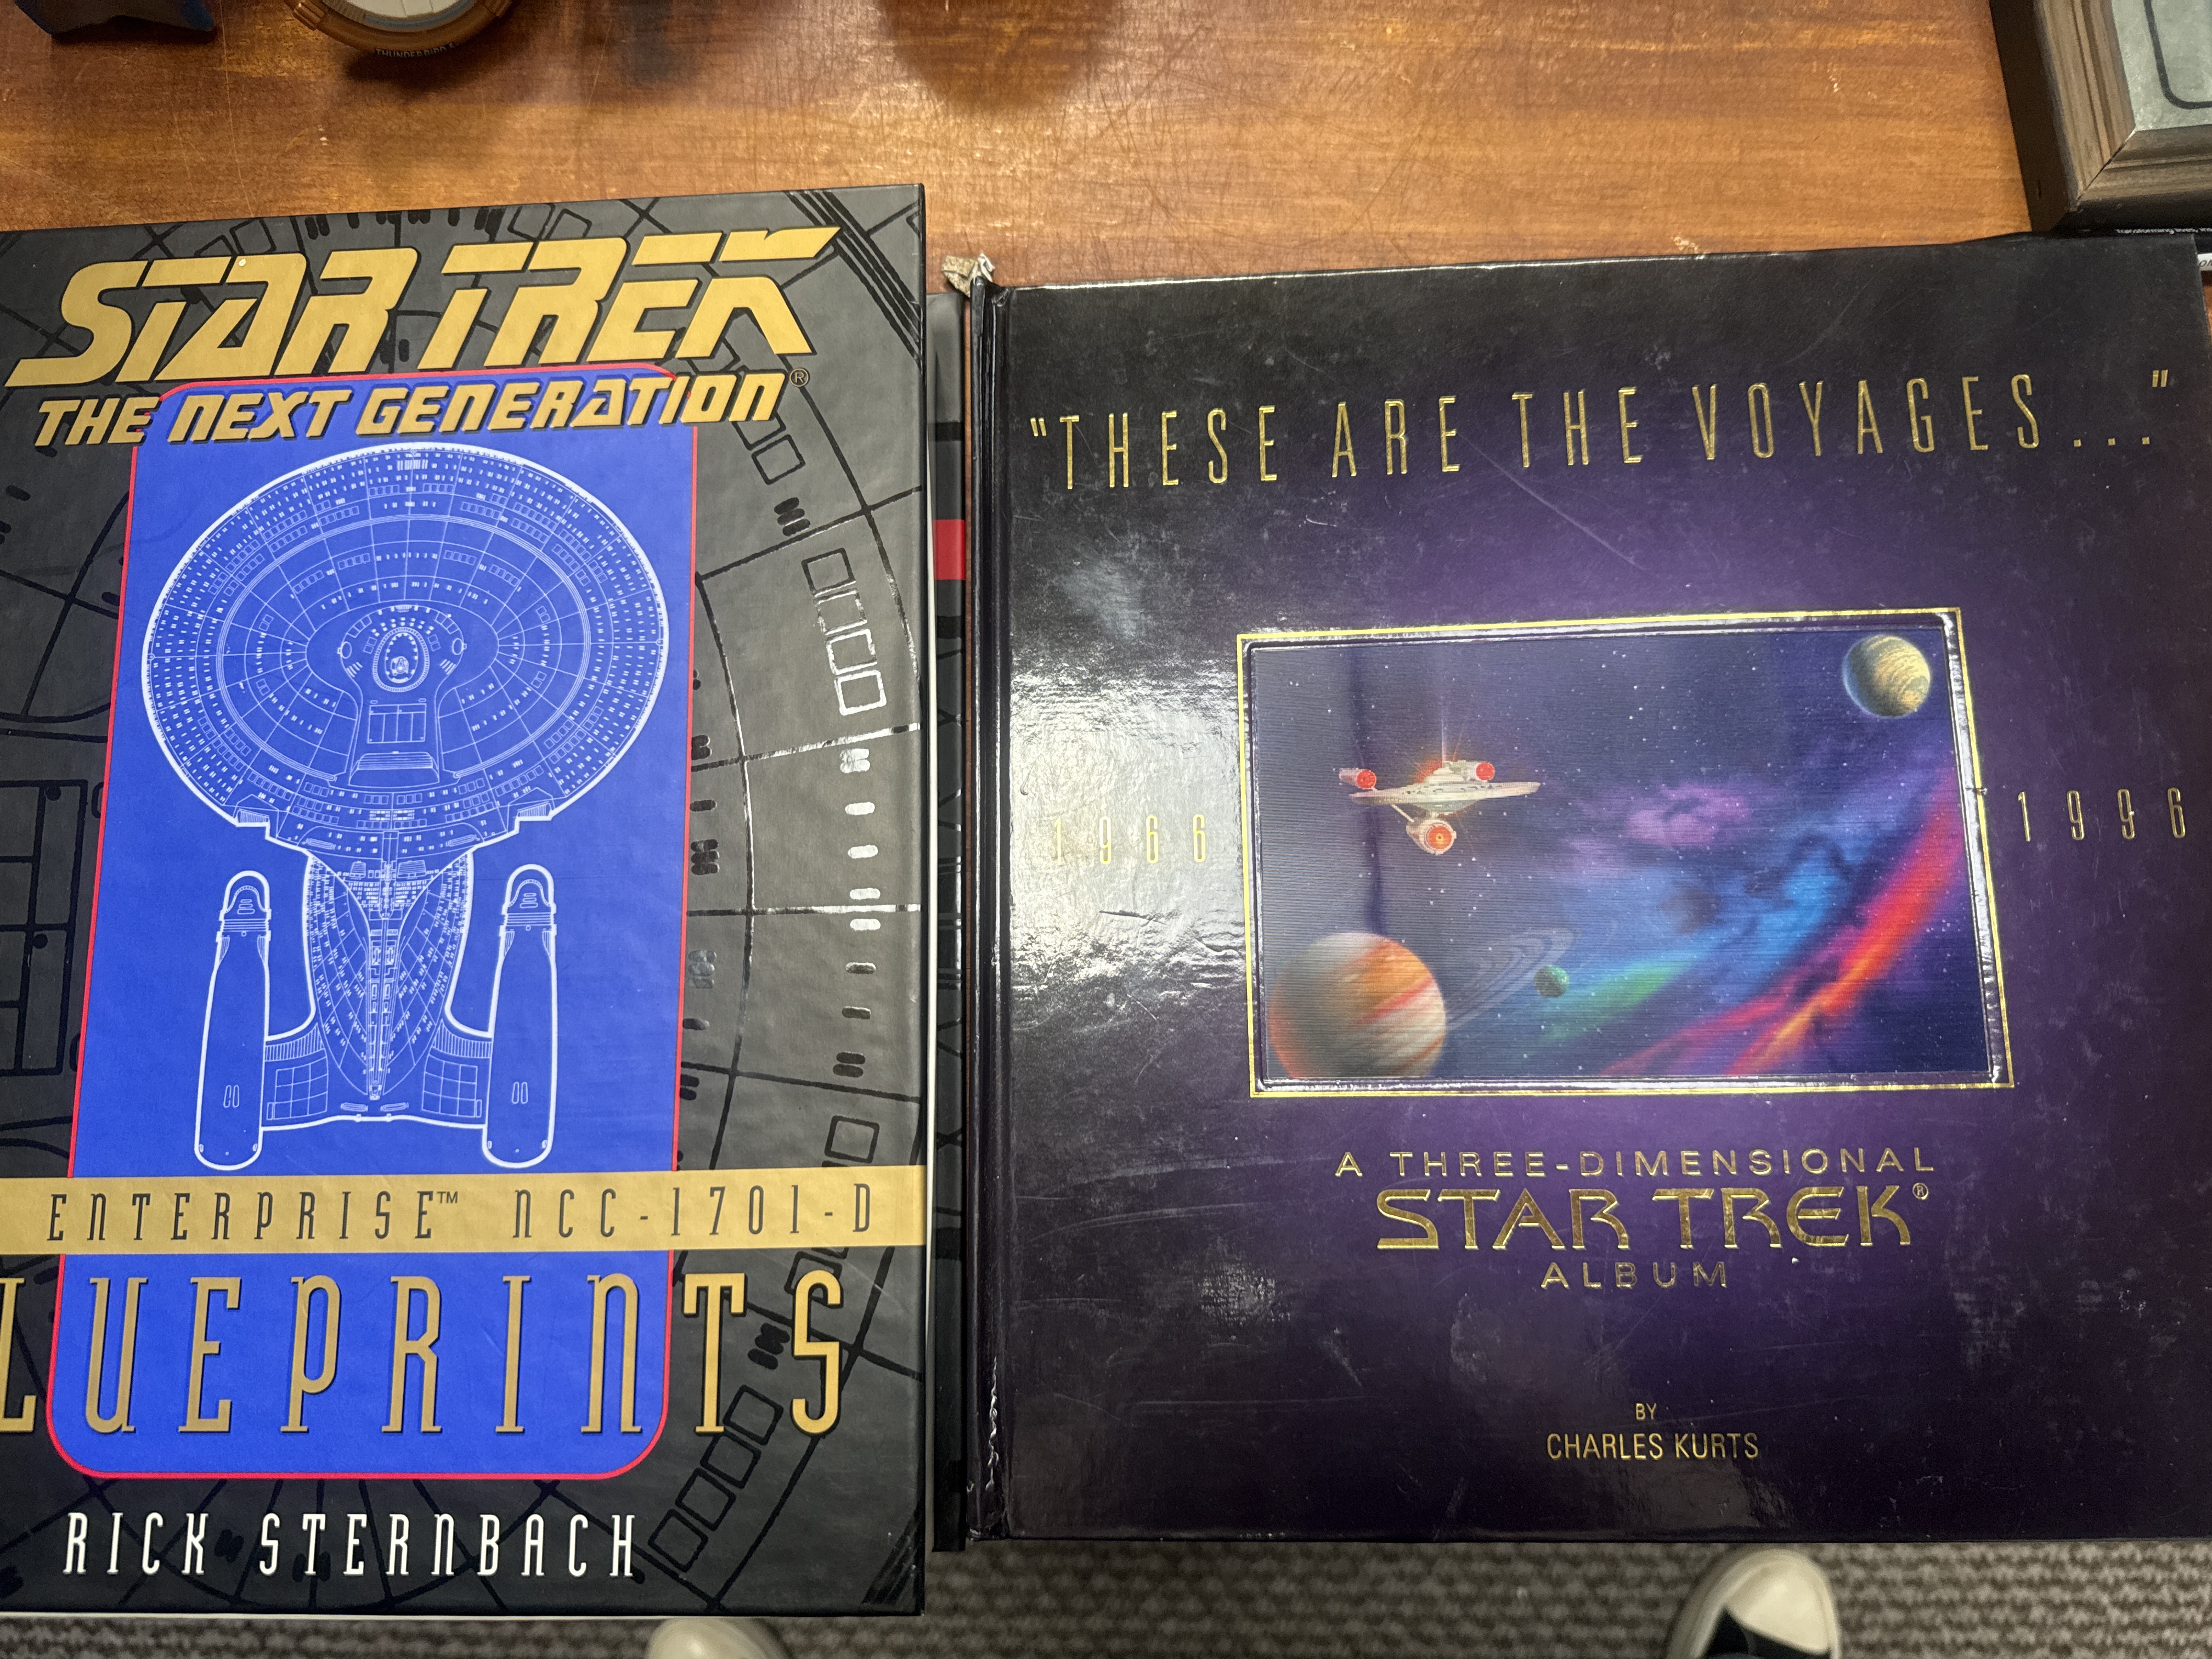 THUNDERBIRD
STAR TREK
THE NEXT GENERATION®
ENTERPRISE™ NCC-1701-D
LUEPRINTS
RICK STERNBACH
"THESE ARE THE VOYAGES..."
1966 1996
A THREE-DIMENSIONAL
STAR TREK®
ALBUM
BY
CHARLES KURTS